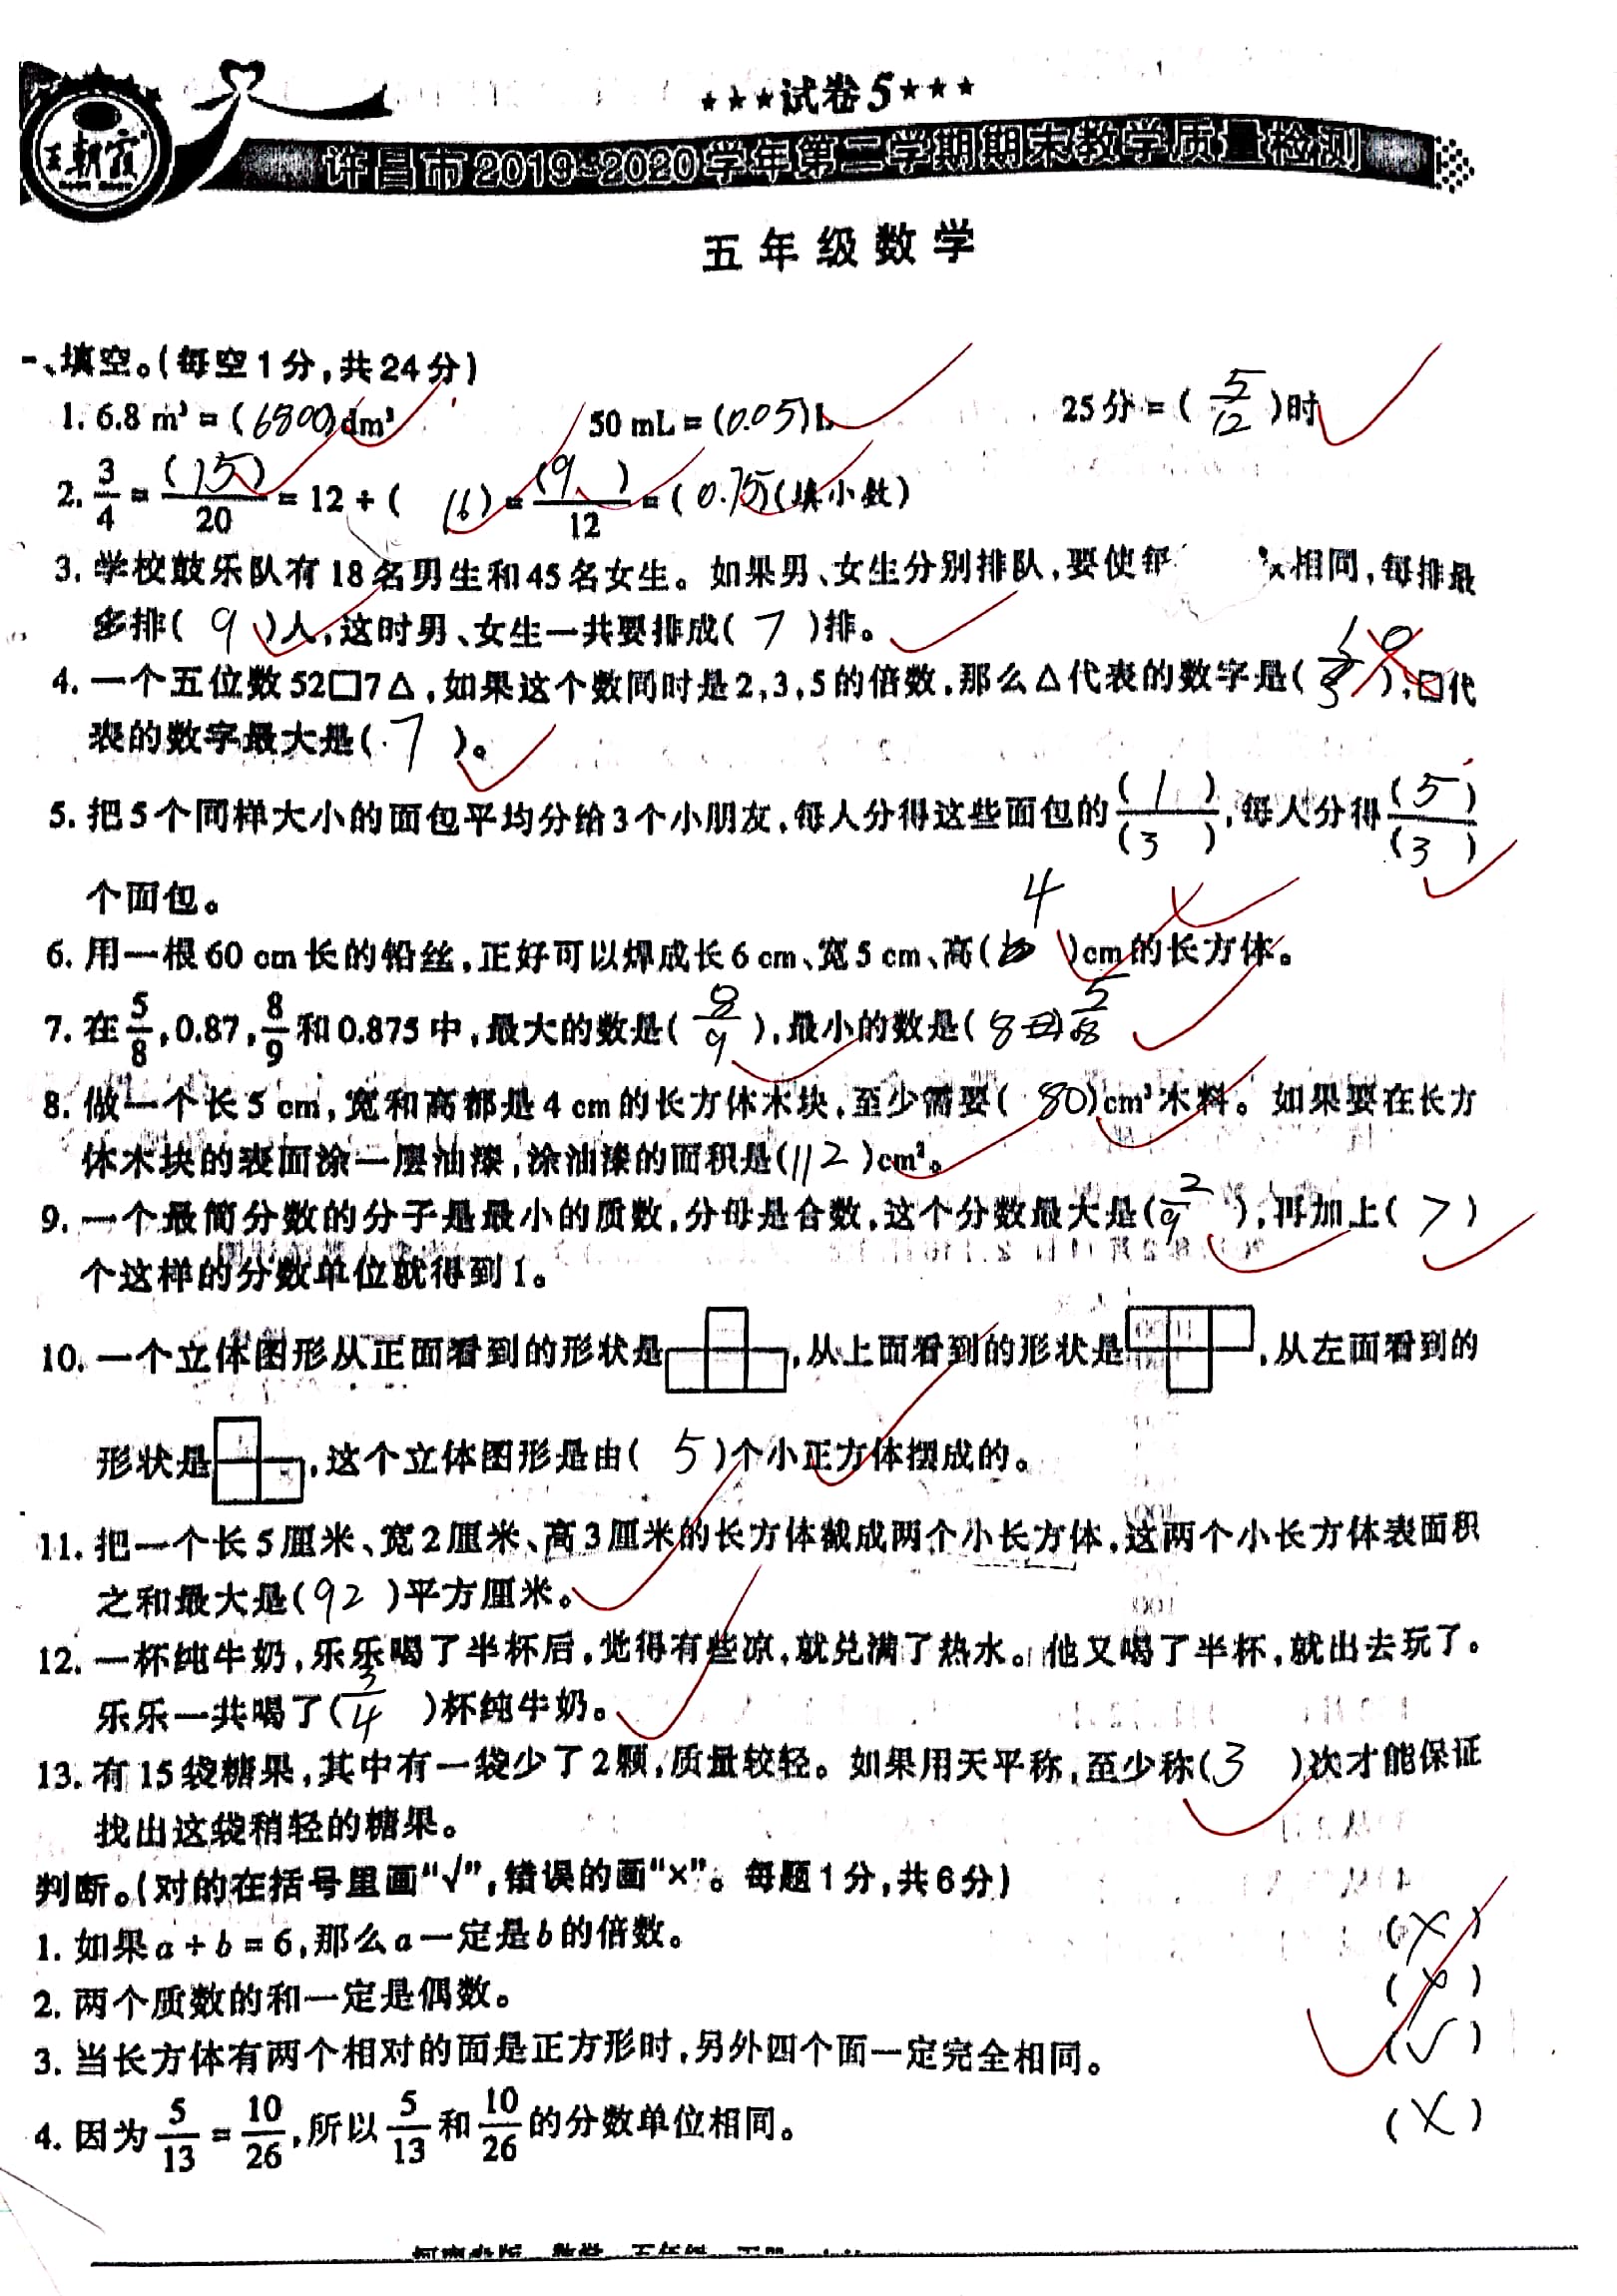 王朝霞
★★★试卷5★★★
许昌市2019~2020学年第二学期期末教学质量检测
五年级数学
一、填空。(每空1分,共24分)
1. 6.8 m³ = (6800)dm³ 50 mL = (0.05)L 25分 = ( 5/12 )时
2. 3/4 = (15)/20 = 12 ÷ ( 16 ) = (9)/12 = ( 0.75 )(填小数)
3. 学校鼓乐队有18名男生和45名女生。如果男、女生分别排队,要使每 相同,每排最
多排( 9 )人,这时男、女生一共要排成( 7 )排。
4. 一个五位数52□7△,如果这个数同时是2,3,5的倍数,那么△代表的数字是( 0 ),□代
表的数字最大是( 7 )。
5. 把5个同样大小的面包平均分给3个小朋友,每人分得这些面包的(1)/(3),每人分得(5)/(3)
个面包。
6. 用一根60 cm长的铅丝,正好可以焊成长6 cm、宽5 cm、高( 4 )cm的长方体。
7. 在5/8,0.87,8/9和0.875中,最大的数是( 8/9 ),最小的数是( 5/8
8. 做一个长5 cm,宽和高都是4 cm的长方体木块,至少需要( 80 )cm³木料。如果要在长方
体木块的表面涂一层油漆,涂油漆的面积是(112)cm²。
9. 一个最简分数的分子是最小的质数,分母是合数,这个分数最大是( 2/9 ),再加上( 7 )
个这样的分数单位就得到1。
10. 一个立体图形从正面看到的形状是 ,从上面看到的形状是 ,从左面看到的
形状是 ,这个立体图形是由( 5 )个小正方体摆成的。
11. 把一个长5厘米、宽2厘米、高3厘米的长方体截成两个小长方体,这两个小长方体表面积
之和最大是(92)平方厘米。
12. 一杯纯牛奶,乐乐喝了半杯后,觉得有些凉,就兑满了热水。他又喝了半杯,就出去玩了。
乐乐一共喝了( 3/4 )杯纯牛奶。
13. 有15袋糖果,其中有一袋少了2颗,质量较轻。如果用天平称,至少称( 3 )次才能保证
找出这袋稍轻的糖果。
判断。(对的在括号里画“√”,错误的画“×”。每题1分,共6分)
1. 如果a ÷ b = 6,那么a一定是b的倍数。 (×)
2. 两个质数的和一定是偶数。 (×)
3. 当长方体有两个相对的面是正方形时,另外四个面一定完全相同。 (√)
4. 因为5/13 = 10/26,所以5/13和10/26的分数单位相同。 (×)